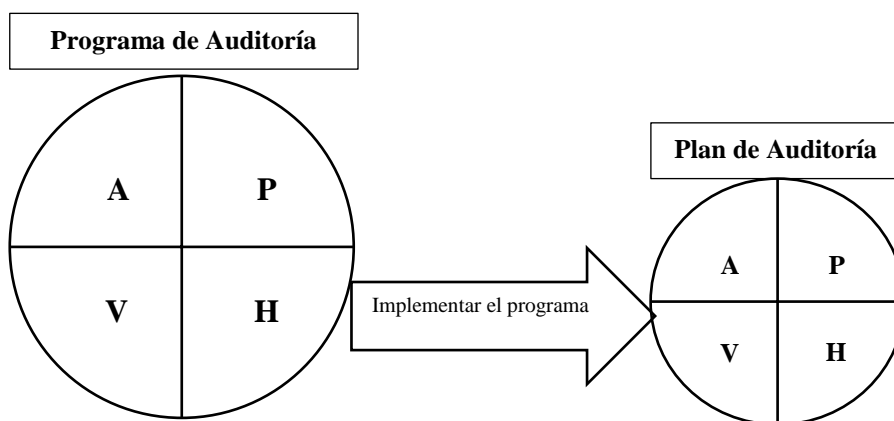 Programa de Auditoría
A P
V H
Implementar el programa
Plan de Auditoría
A P
V H